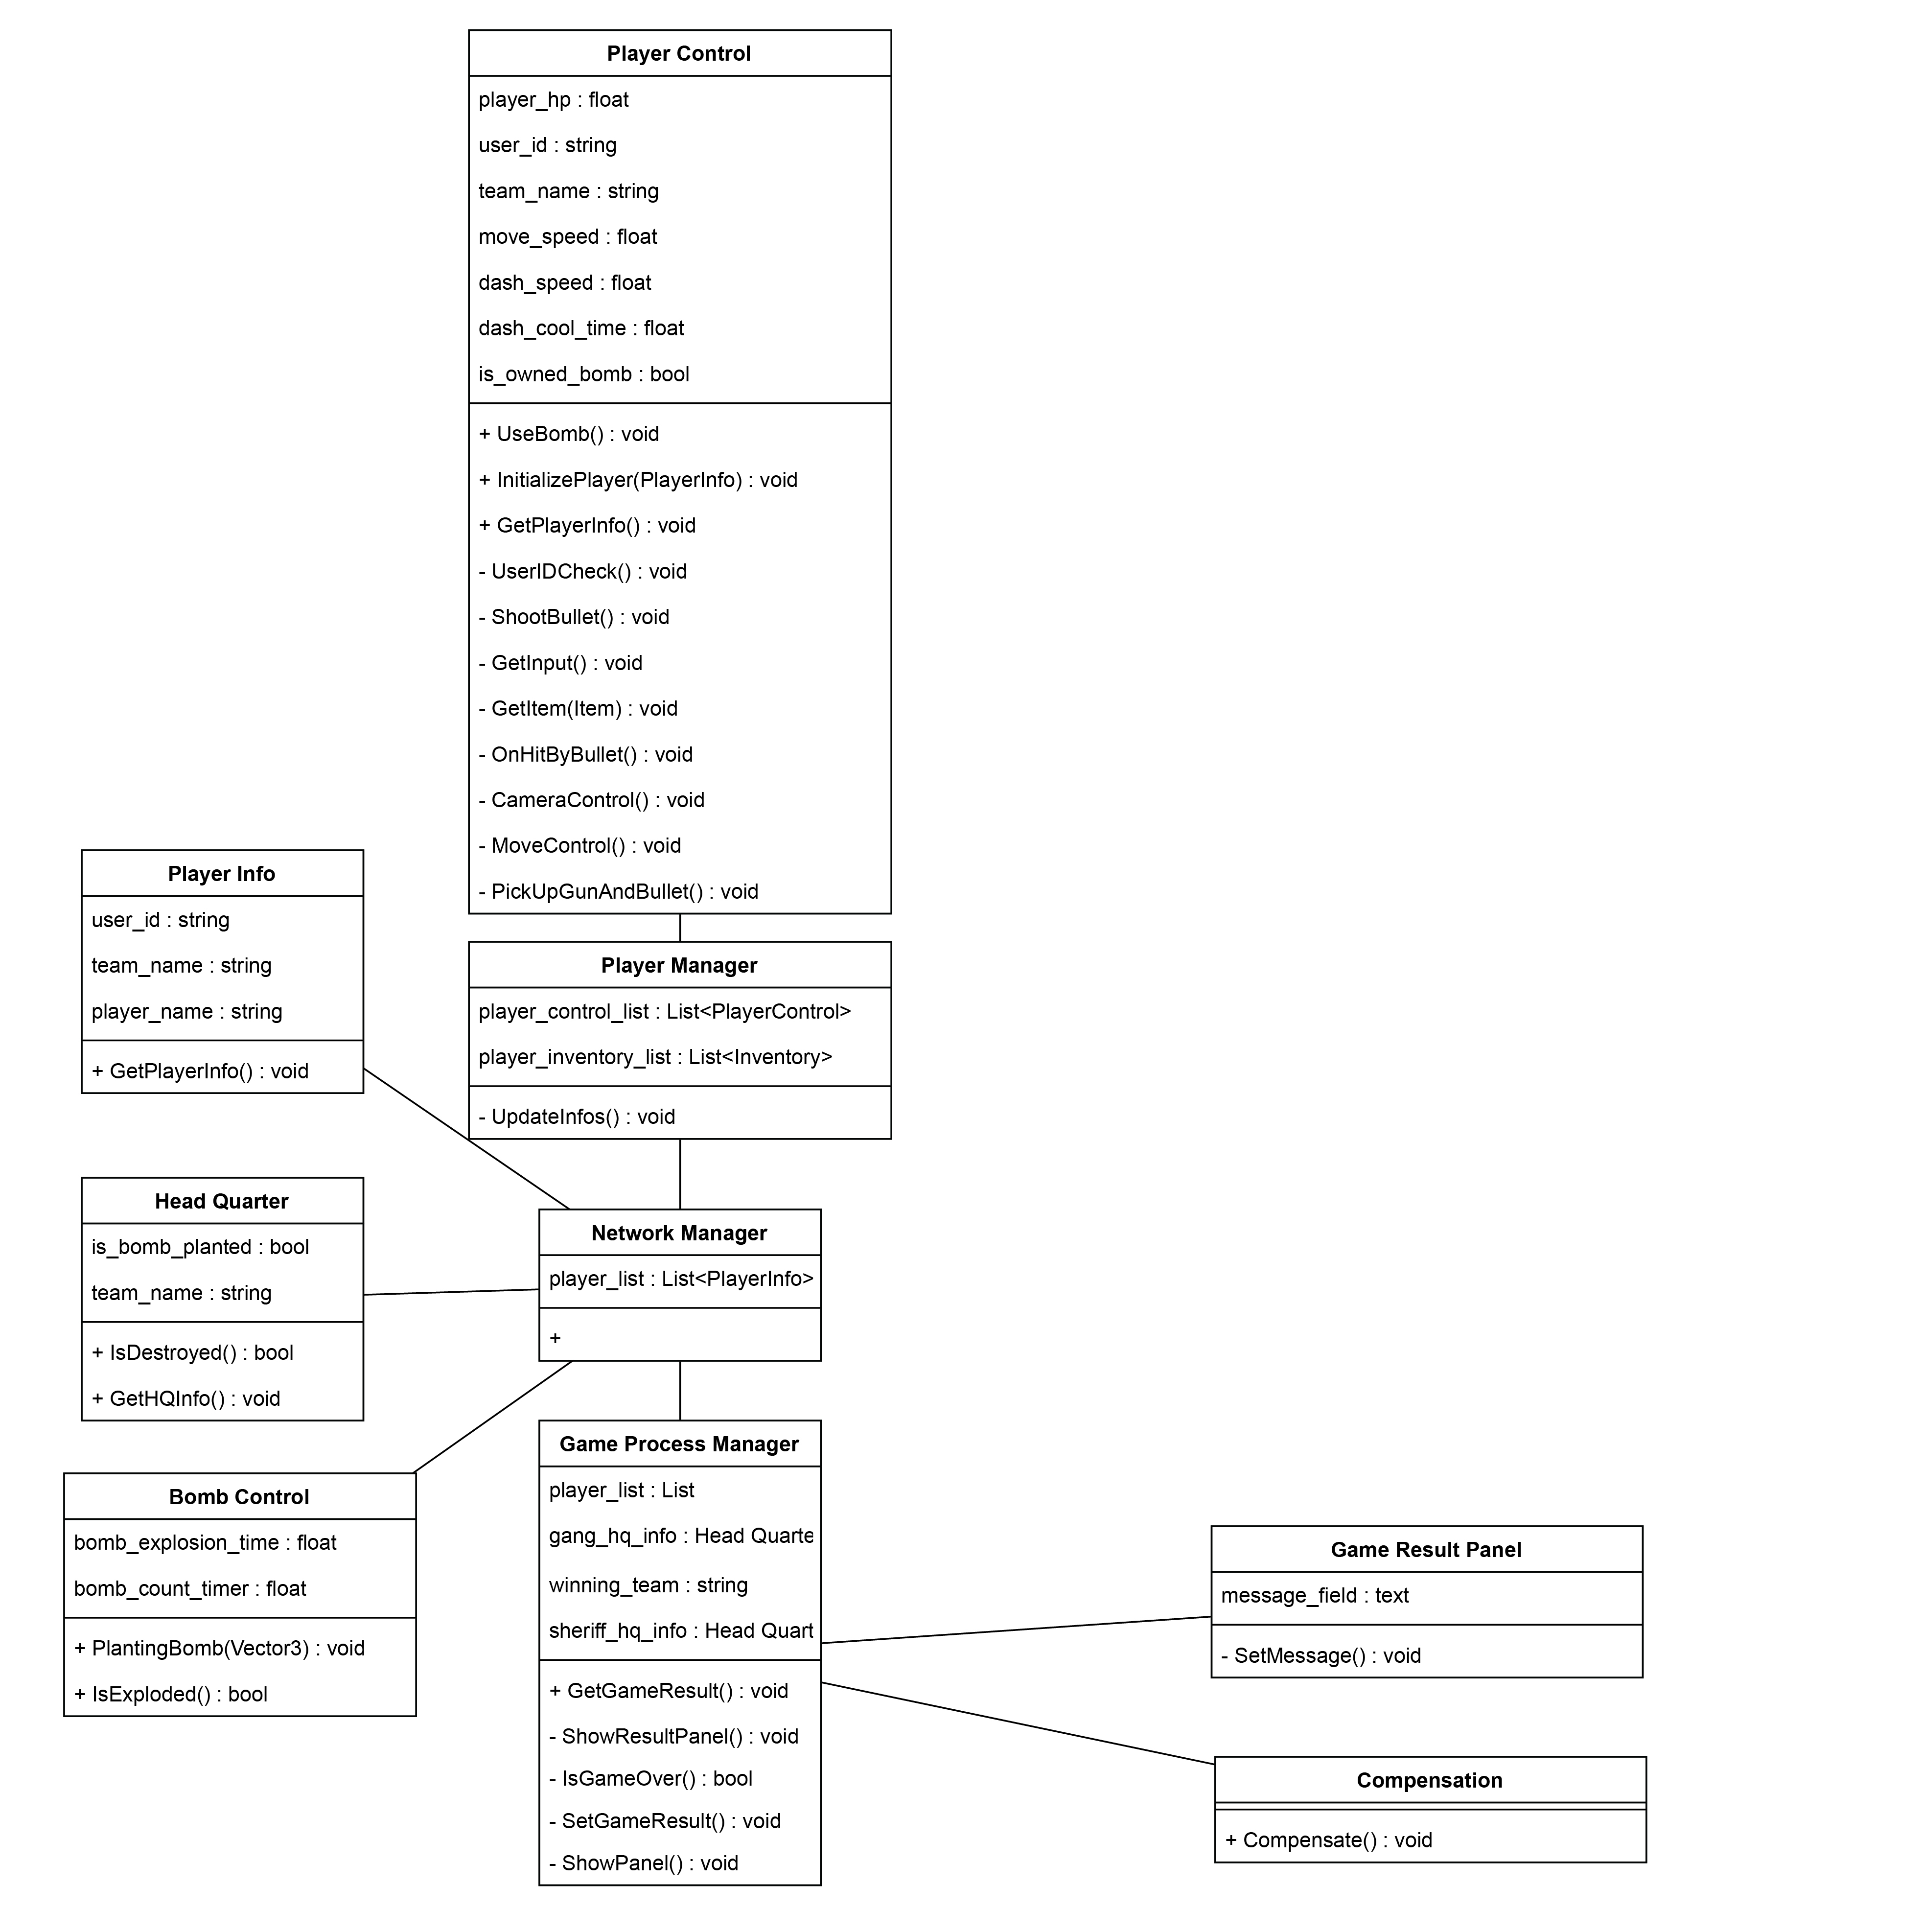 Player Control
player_hp : float
user_id : string
team_name : string
move_speed : float
dash_speed : float
dash_cool_time : float
is_owned_bomb : bool
+ UseBomb() : void
+ InitializePlayer(PlayerInfo) : void
+ GetPlayerInfo() : void
- UserIDCheck() : void
- ShootBullet() : void
- GetInput() : void
- GetItem(Item) : void
- OnHitByBullet() : void
- CameraControl() : void
- MoveControl() : void
- PickUpGunAndBullet() : void
Player Info
user_id : string
team_name : string
player_name : string
+ GetPlayerInfo() : void
Player Manager
player_control_list : List<PlayerControl>
player_inventory_list : List<Inventory>
- UpdateInfos() : void
Head Quarter
is_bomb_planted : bool
team_name : string
+ IsDestroyed() : bool
+ GetHQInfo() : void
Network Manager
player_list : List<PlayerInfo>
+
Bomb Control
bomb_explosion_time : float
bomb_count_timer : float
+ PlantingBomb(Vector3) : void
+ IsExploded() : bool
Game Process Manager
player_list : List
gang_hq_info : Head Quarte
winning_team : string
sheriff_hq_info : Head Quart
+ GetGameResult() : void
- ShowResultPanel() : void
- IsGameOver() : bool
- SetGameResult() : void
- ShowPanel() : void
Game Result Panel
message_field : text
- SetMessage() : void
Compensation
+ Compensate() : void